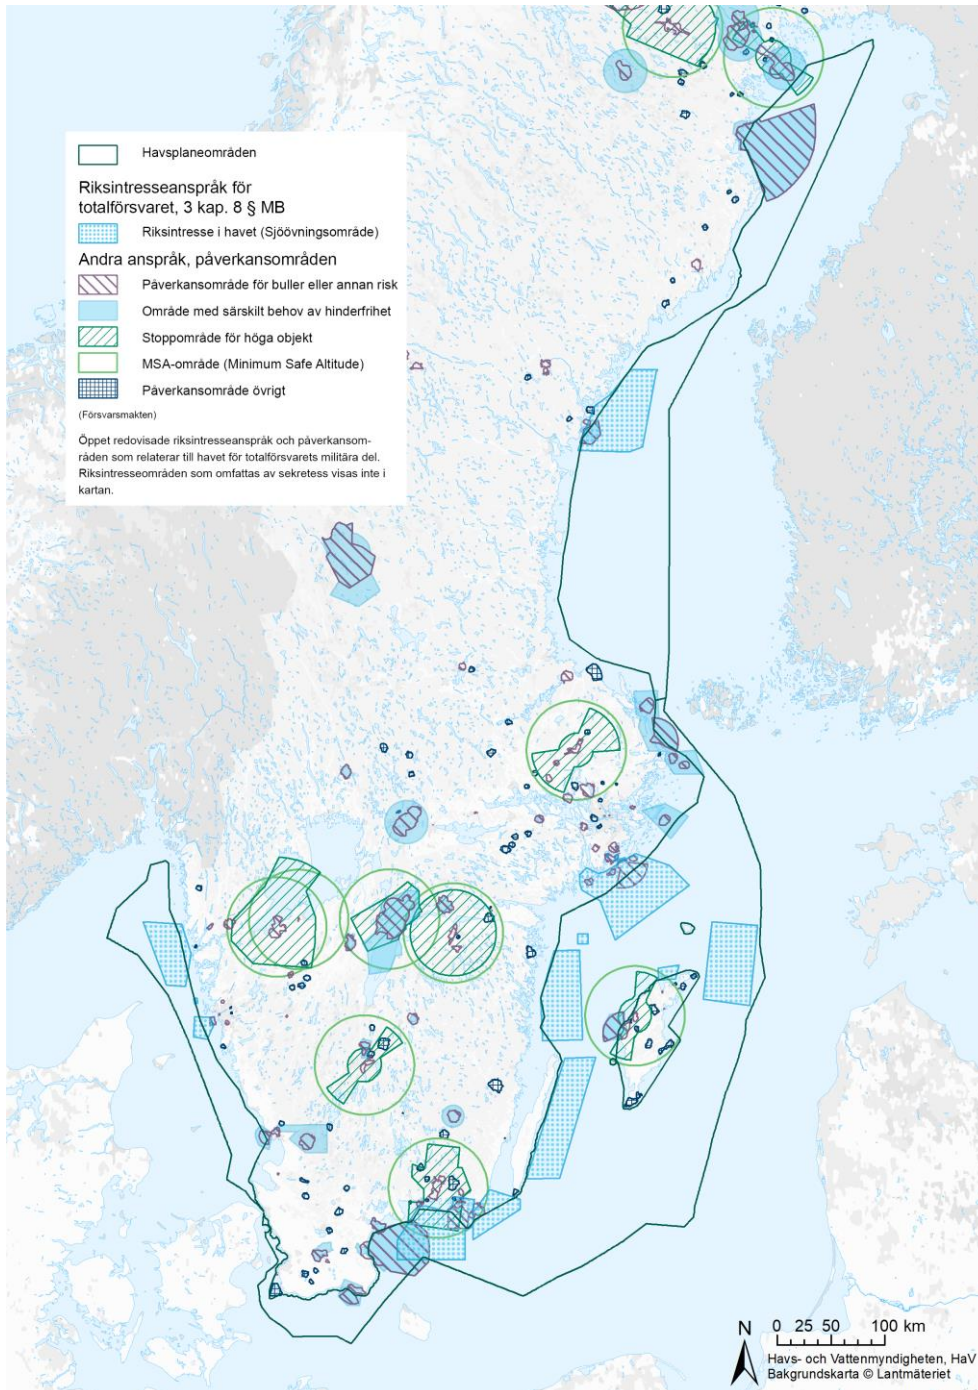 Havsplaneområden
Riksintresseanspråk för
totalförsvaret, 3 kap. 8 § MB
Riksintresse i havet (Sjöövningsområde)
Andra anspråk, påverkansområden
Påverkansområde för buller eller annan risk
Område med särskilt behov av hinderfrihet
Stoppområde för höga objekt
MSA-område (Minimum Safe Altitude)
Påverkansområde övrigt
(Försvarsmakten)
Öppet redovisade riksintresseanspråk och påverkansom-
råden som relaterar till havet för totalförsvarets militära del.
Riksintresseområden som omfattas av sekretess visas inte i
kartan.
N
0 25 50 100 km
Havs- och Vattenmyndigheten, HaV
Bakgrundskarta © Lantmäteriet